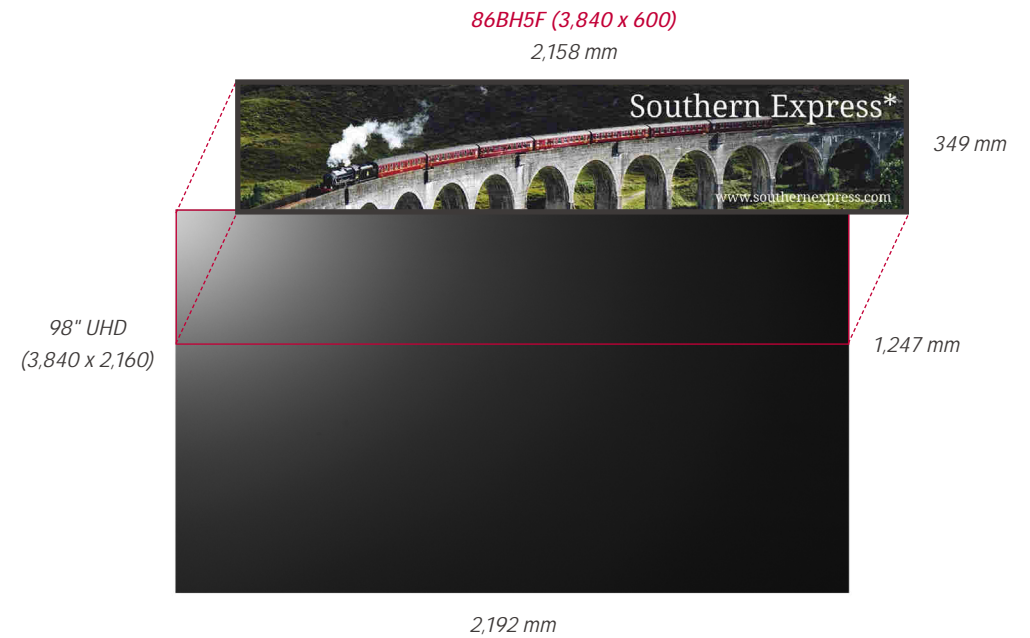 86BH5F (3,840 x 600)
2,158 mm
Southern Express*
349 mm
www.southernexpress.com
98" UHD
(3,840 x 2,160)
1,247 mm
2,192 mm